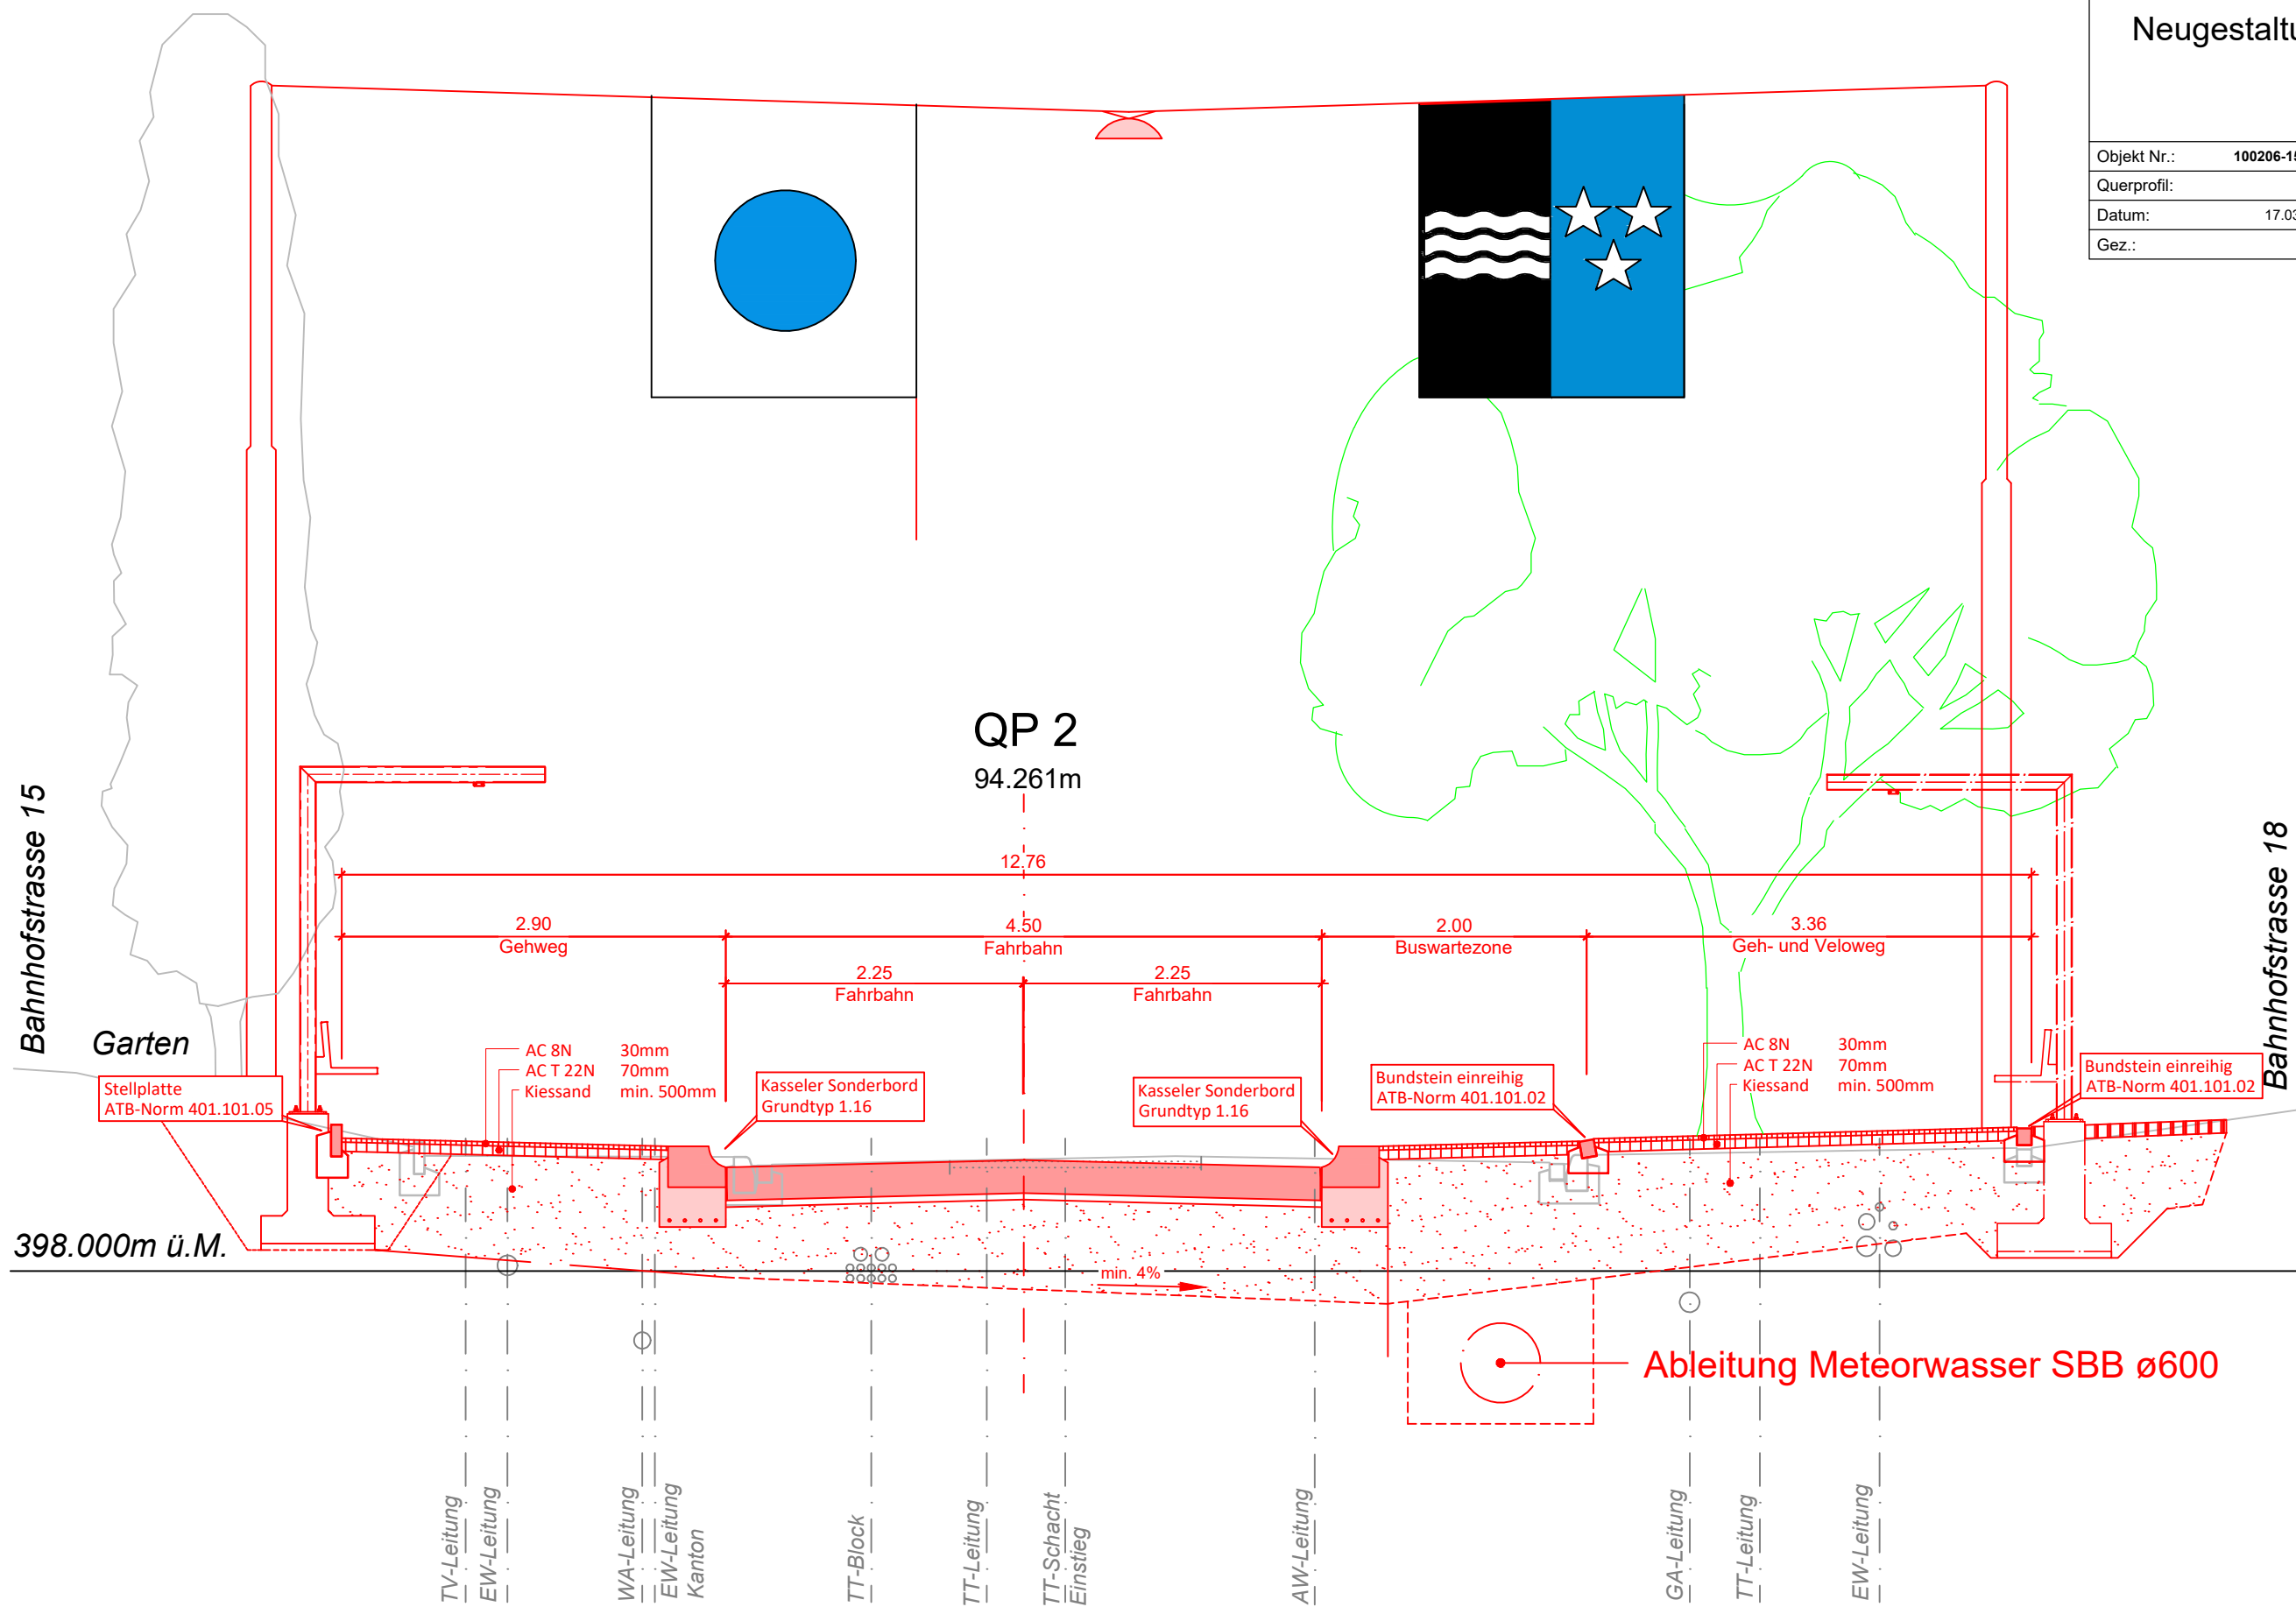 Neugestaltu
Objekt Nr.: 100206-15
Querprofil:
Datum: 17.03
Gez.:
QP 2
94.261m
Bahnhofstrasse 15
Bahnhofstrasse 18
12.76
2.90
Gehweg
4.50
Fahrbahn
2.00
Buswartezone
3.36
Geh- und Veloweg
2.25
Fahrbahn
2.25
Fahrbahn
Garten
AC 8N 30mm
AC T 22N 70mm
Kiessand min. 500mm
AC 8N 30mm
AC T 22N 70mm
Kiessand min. 500mm
Stellplatte
ATB-Norm 401.101.05
Kasseler Sonderbord
Grundtyp 1.16
Kasseler Sonderbord
Grundtyp 1.16
Bundstein einreihig
ATB-Norm 401.101.02
Bundstein einreihig
ATB-Norm 401.101.02
398.000m ü.M.
min. 4%
Ableitung Meteorwasser SBB ø600
TV-Leitung
EW-Leitung
WA-Leitung
EW-Leitung
Kanton
TT-Block
TT-Leitung
TT-Schacht
Einstieg
AW-Leitung
GA-Leitung
TT-Leitung
EW-Leitung